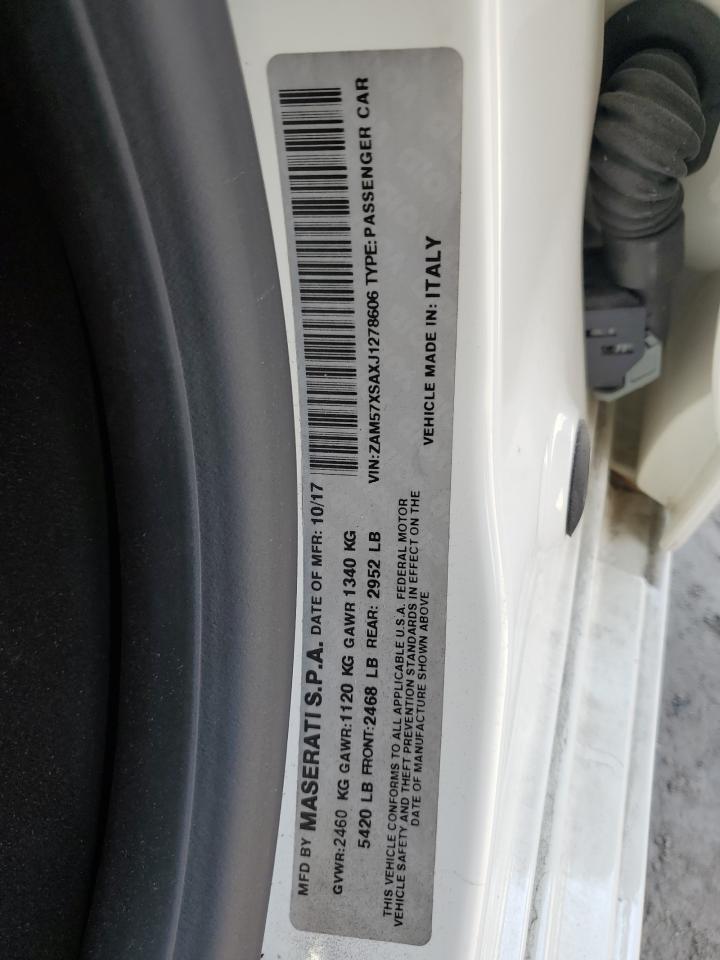 MFD BY MASERATI S.P.A. DATE OF MFR: 10/17
GVWR:2460 KG GAWR:1120 KG GAWR 1340 KG
5420 LB FRONT:2468 LB REAR: 2952 LB
VIN:ZAM57XSAXJ1278606 TYPE:PASSENGER CAR
THIS VEHICLE CONFORMS TO ALL APPLICABLE U.S.A. FEDERAL MOTOR
VEHICLE SAFETY AND THEFT PREVENTION STANDARDS IN EFFECT ON THE
DATE OF MANUFACTURE SHOWN ABOVE
VEHICLE MADE IN: ITALY